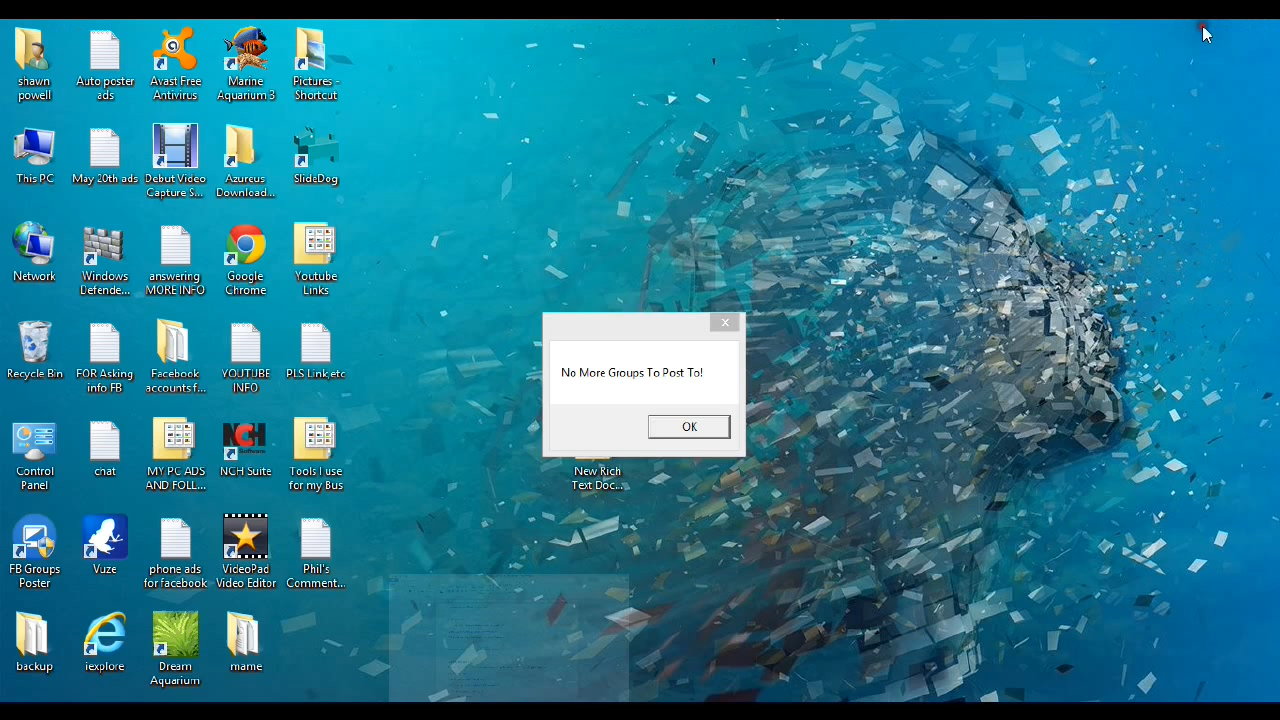 shawn
powell
Auto poster
ads
Avast Free
Antivirus
Marine
Aquarium 3
Pictures -
Shortcut
This PC
May 20th ads
Debut Video
Capture S...
Azureus
Download...
SlideDog
Network
Windows
Defende...
answering
MORE INFO
Google
Chrome
Youtube
Links
Recycle Bin
FOR Asking
info FB
Facebook
accounts f...
YOUTUBE
INFO
PLS Link,etc
X
No More Groups To Post To!
OK
Control
Panel
chat
MY PC ADS
AND FOLL...
NCH
Software
NCH Suite
Tools I use
for my Bus
New Rich
Text Doc...
FB Groups
Poster
Vuze
phone ads
for facebook
VideoPad
Video Editor
Phil's
Comment...
backup
iexplore
Dream
Aquarium
mame